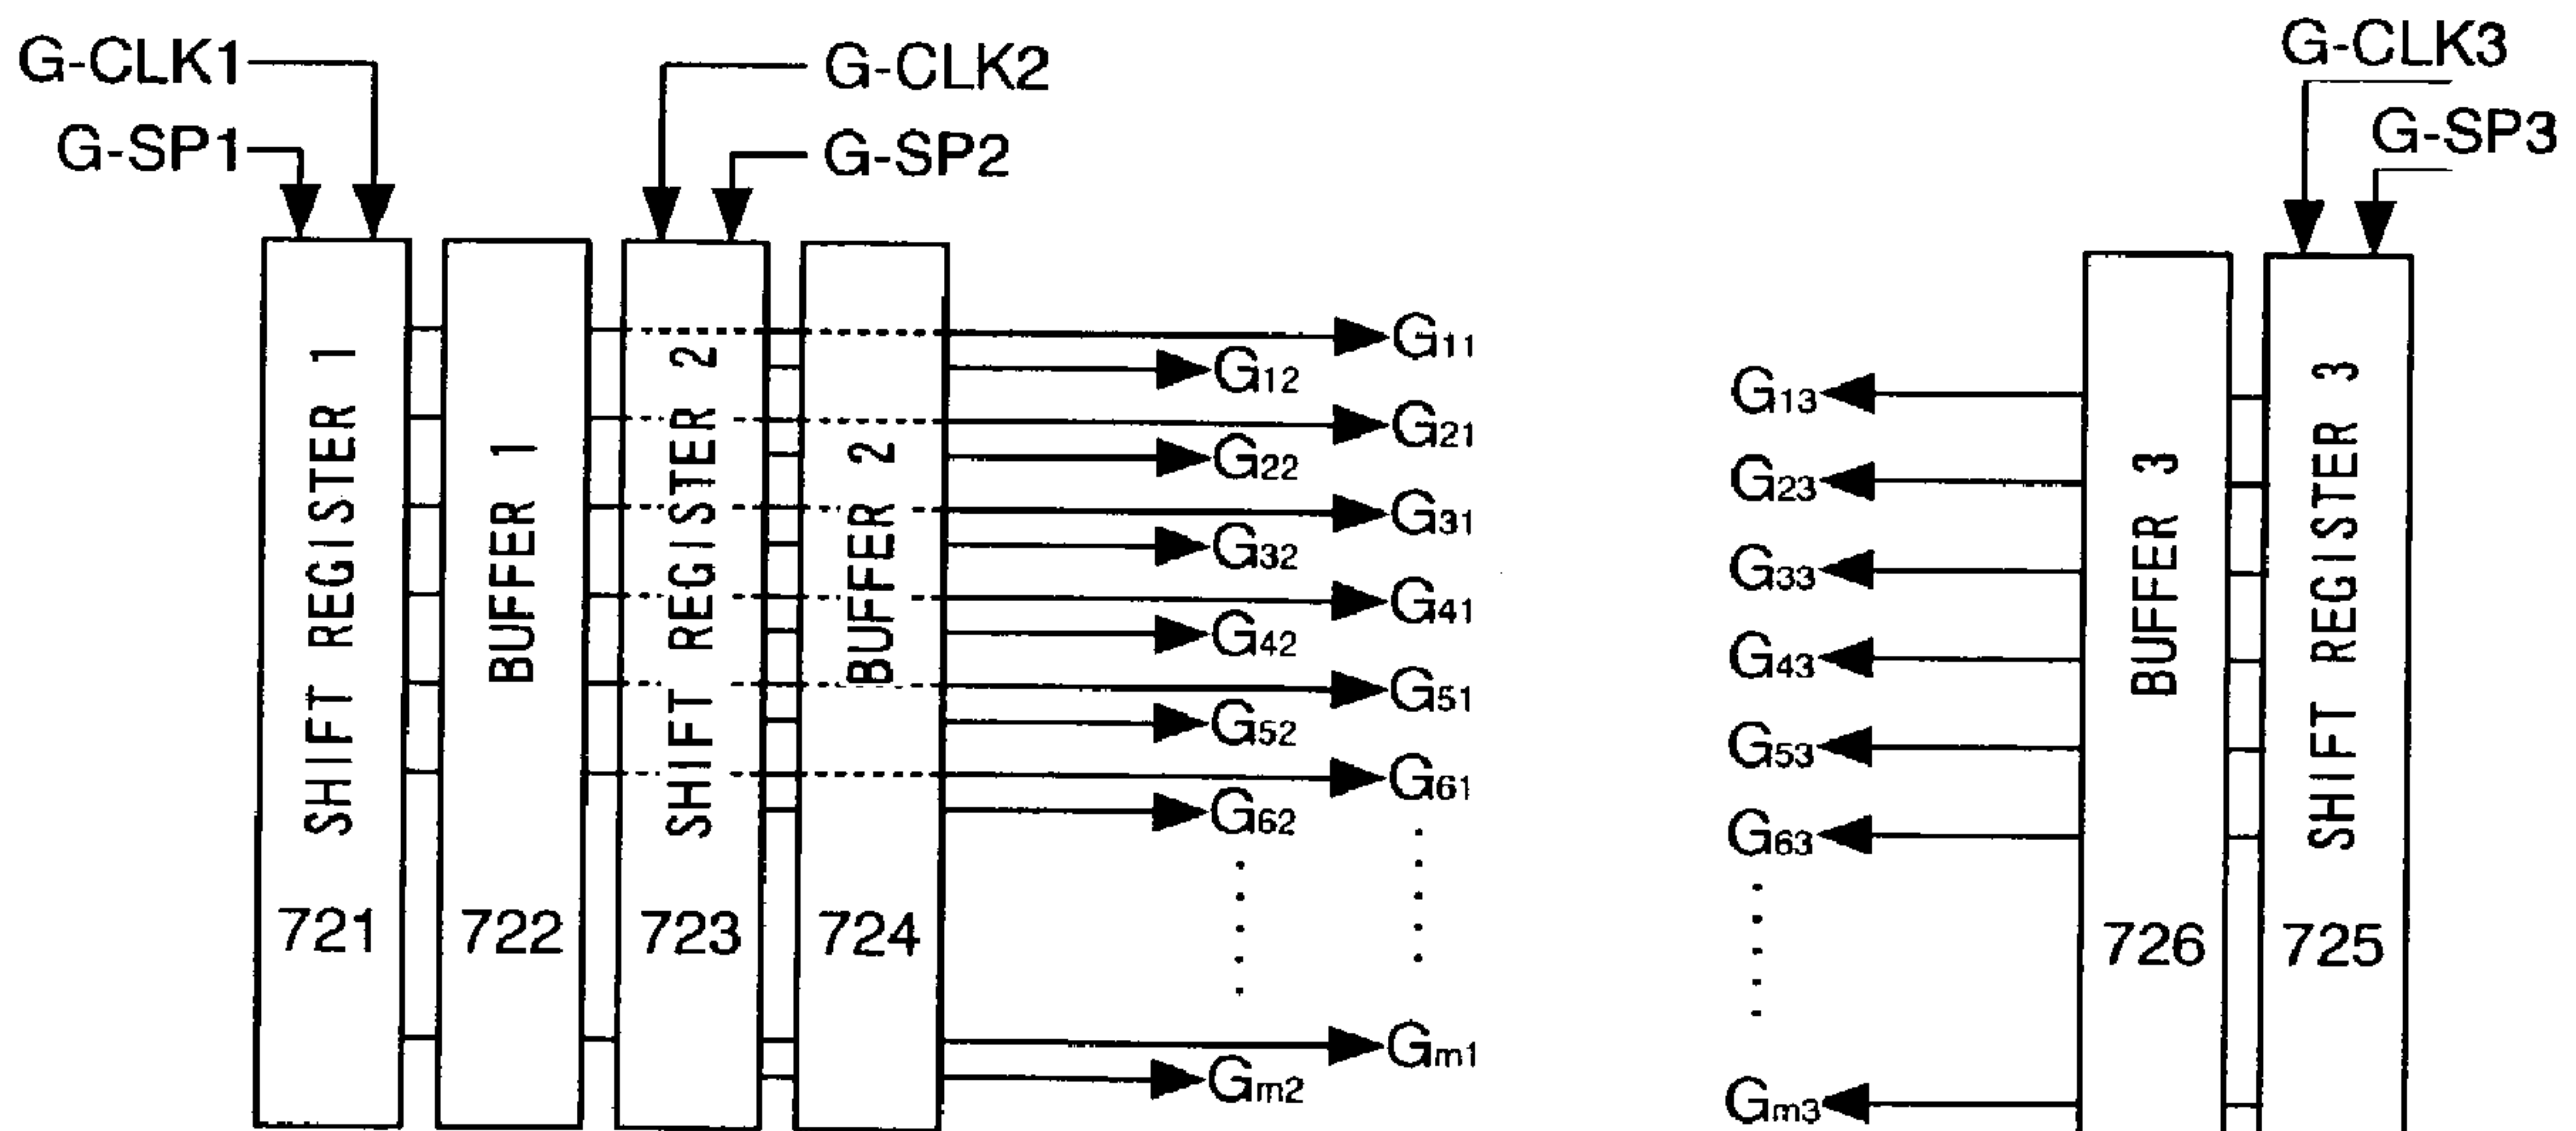 G-CLK1
G-SP1
G-CLK2
G-SP2
G-CLK3
G-SP3
SHIFT REGISTER 1
721
BUFFER 1
722
SHIFT REGISTER 2
723
BUFFER 2
724
G11
G12
G21
G22
G31
G32
G41
G42
G51
G52
G61
G62
Gm1
Gm2
G13
G23
G33
G43
G53
G63
Gm3
BUFFER 3
726
SHIFT REGISTER 3
725